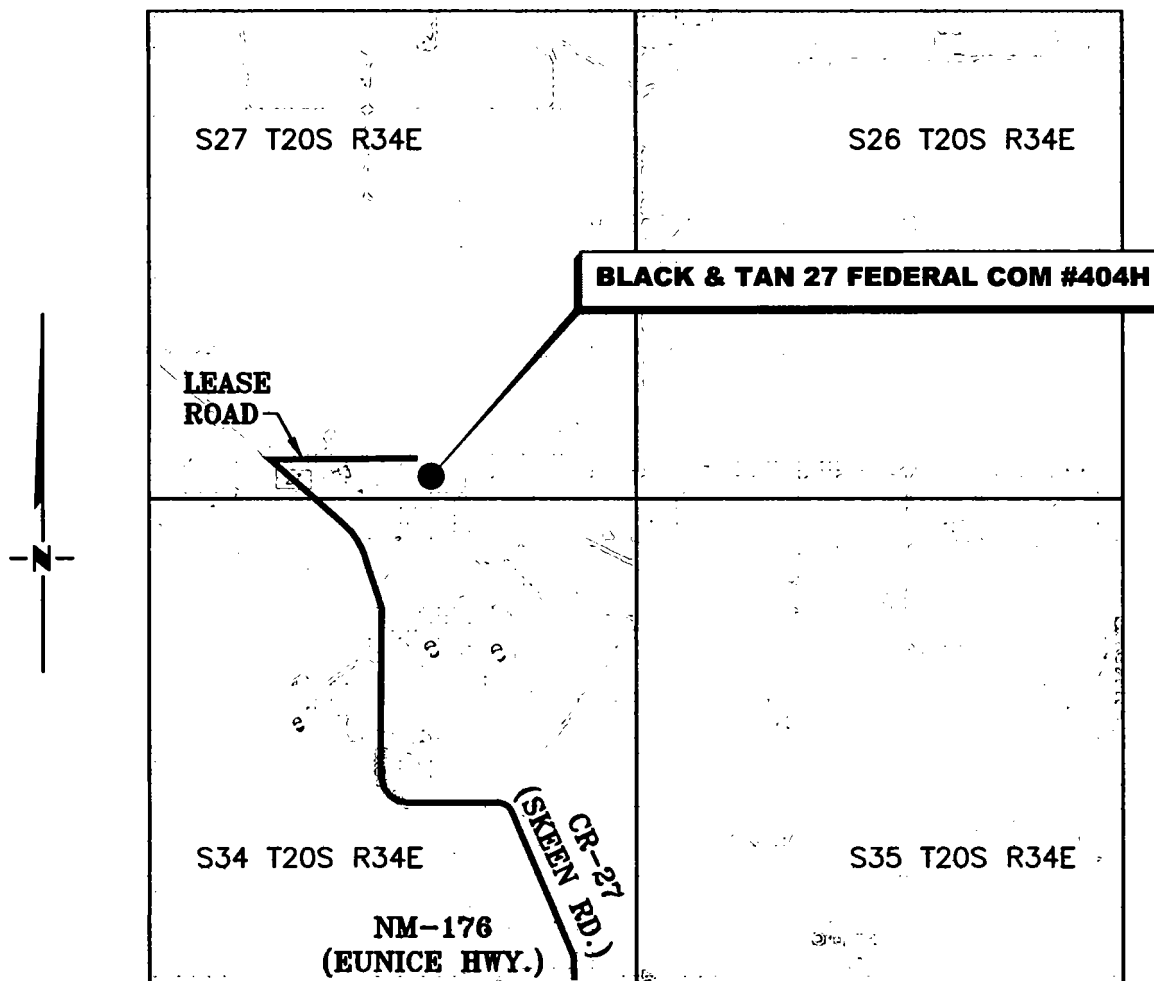 S27 T20S R34E
S26 T20S R34E
BLACK & TAN 27 FEDERAL COM #404H
LEASE
ROAD
-N-
S34 T20S R34E
CR-27
(SKEEN RD.)
S35 T20S R34E
NM-176
(EUNICE HWY.)